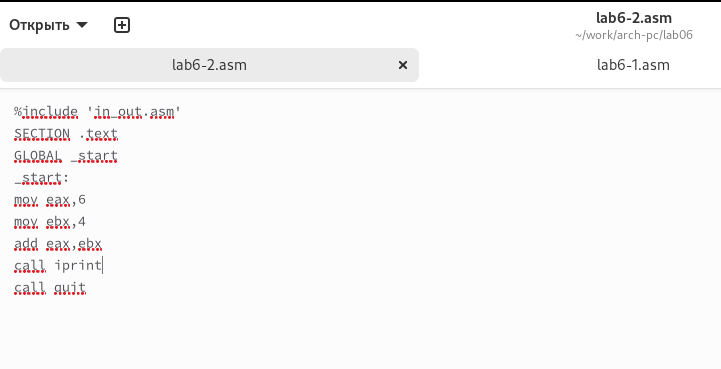 Открыть
lab6-2.asm
~/work/arch-pc/lab06
lab6-2.asm
lab6-1.asm
%include 'in_out.asm'
SECTION .text
GLOBAL _start
_start:
mov eax,6
mov ebx,4
add eax,ebx
call iprint
call quit